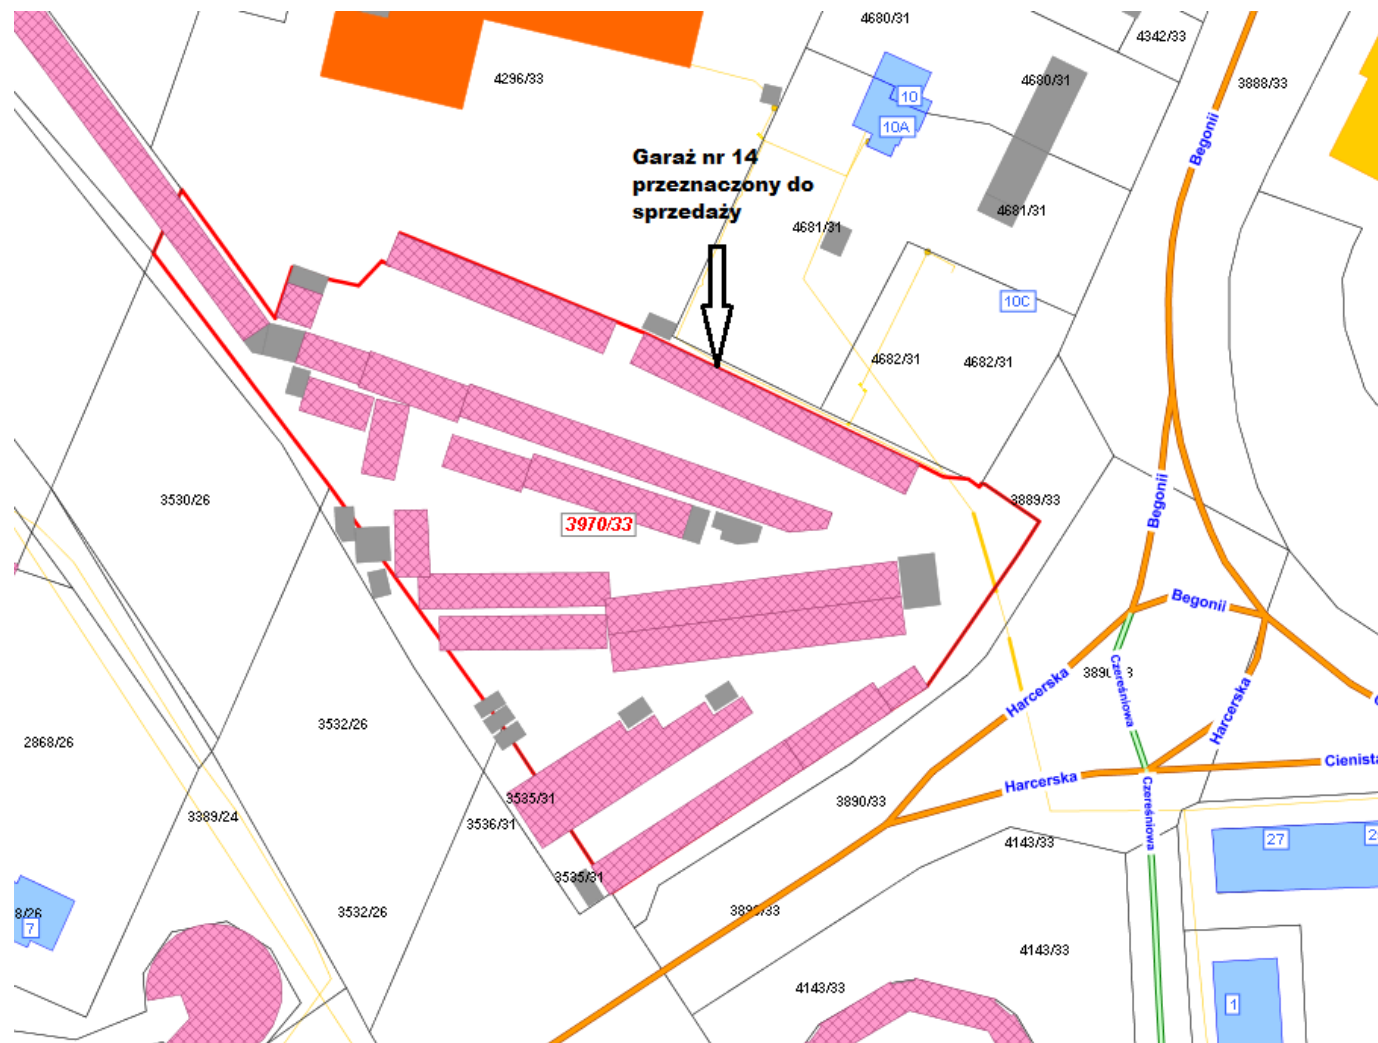 4680/31
4342/33
4296/33
4680/31
3888/33
10
10A
Begonii
Garaż nr 14
przeznaczony do
sprzedaży
4681/31
4681/31
10C
4682/31
4682/31
3530/26
Begonii
3889/33
3970/33
Begonii
Harcerska
Czereśniowa
Harcerska
3532/26
2868/26
Cienista
Harcerska
3535/31
3890/33
3536/31
3389/24
Czereśniowa
4143/33
27
3535/31
3532/26
8/26
7
4143/33
4143/33
1